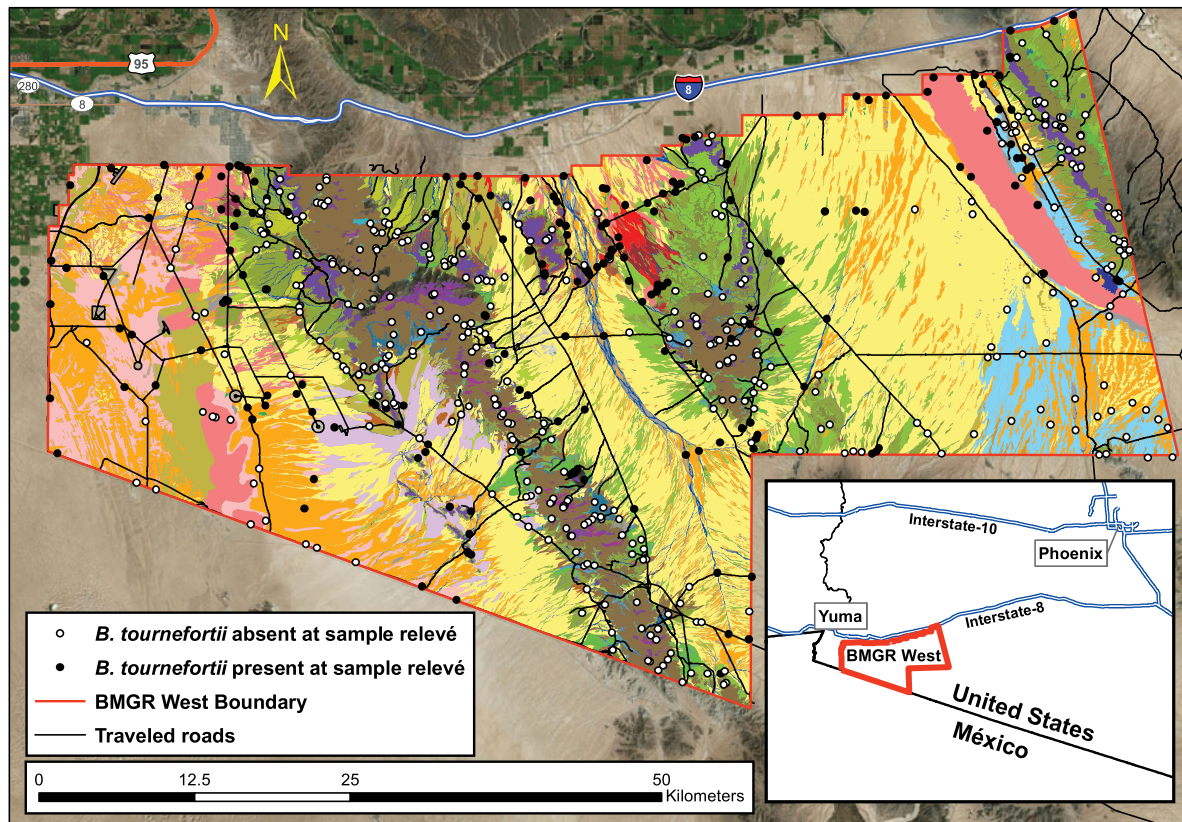 95
N
280
8
8
B. tournefortii absent at sample relevé
B. tournefortii present at sample relevé
BMGR West Boundary
Traveled roads
0
12.5
25
50
Kilometers
Interstate-10
Phoenix
Yuma
Interstate-8
BMGR West
United States
México